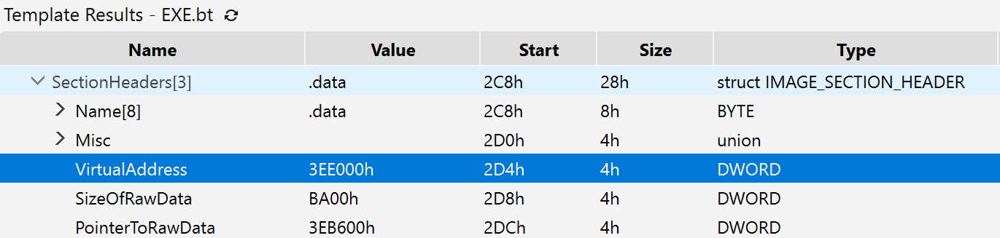 Template Results - EXE.bt
Name Value Start Size Type
SectionHeaders[3] .data 2C8h 28h struct IMAGE_SECTION_HEADER
Name[8] .data 2C8h 8h BYTE
Misc 2D0h 4h union
VirtualAddress 3EE000h 2D4h 4h DWORD
SizeOfRawData BA00h 2D8h 4h DWORD
PointerToRawData 3EB600h 2DCh 4h DWORD